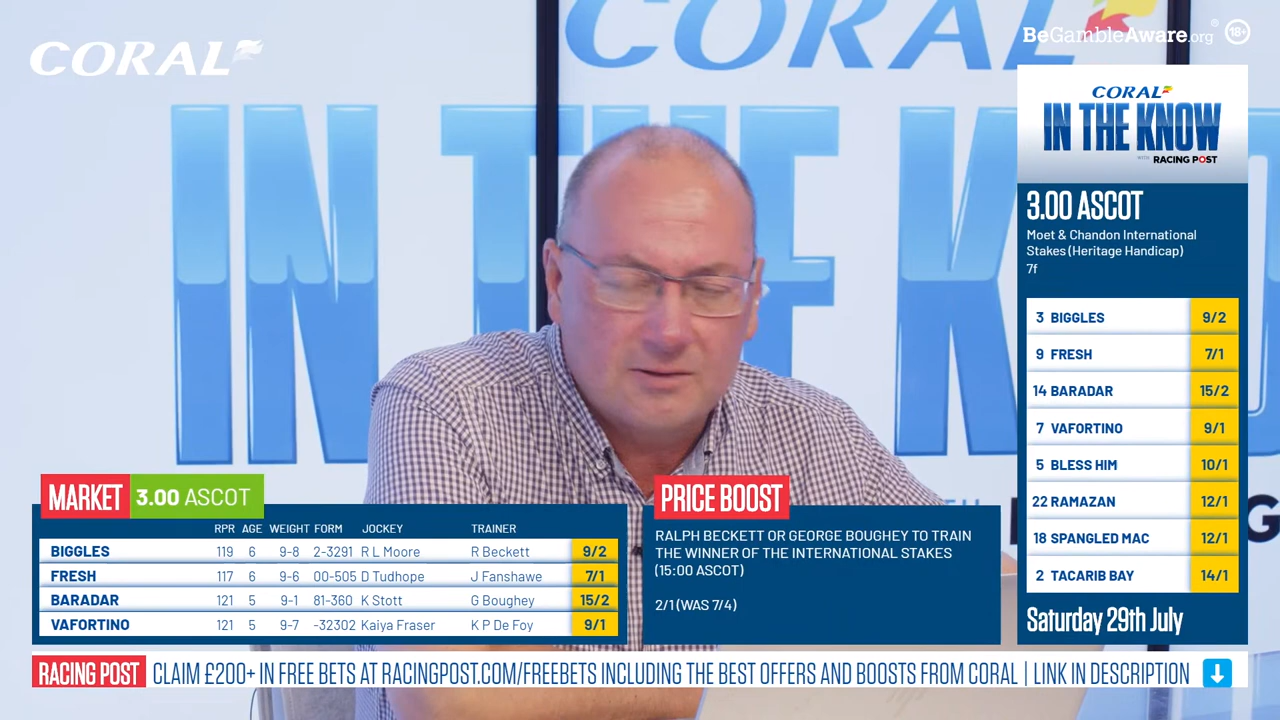 CORAL
CORAL
BeGambleAware.org® 18+
IN THE KNOW
CORAL
IN THE KNOW
WITH RACING POST
3.00 ASCOT
Moet & Chandon International
Stakes (Heritage Handicap)
7f
3 BIGGLES 9/2
9 FRESH 7/1
14 BARADAR 15/2
7 VAFORTINO 9/1
5 BLESS HIM 10/1
22 RAMAZAN 12/1
18 SPANGLED MAC 12/1
2 TACARIB BAY 14/1
Saturday 29th July
MARKET 3.00 ASCOT
RPR AGE WEIGHT FORM JOCKEY TRAINER
BIGGLES 119 6 9-8 2-3291 R L Moore R Beckett 9/2
FRESH 117 6 9-6 00-505 D Tudhope J Fanshawe 7/1
BARADAR 121 5 9-1 81-360 K Stott G Boughey 15/2
VAFORTINO 121 5 9-7 -32302 Kaiya Fraser K P De Foy 9/1
PRICE BOOST
RALPH BECKETT OR GEORGE BOUGHEY TO TRAIN
THE WINNER OF THE INTERNATIONAL STAKES
(15:00 ASCOT)
2/1 (WAS 7/4)
RACING POST CLAIM £200+ IN FREE BETS AT RACINGPOST.COM/FREEBETS INCLUDING THE BEST OFFERS AND BOOSTS FROM CORAL | LINK IN DESCRIPTION